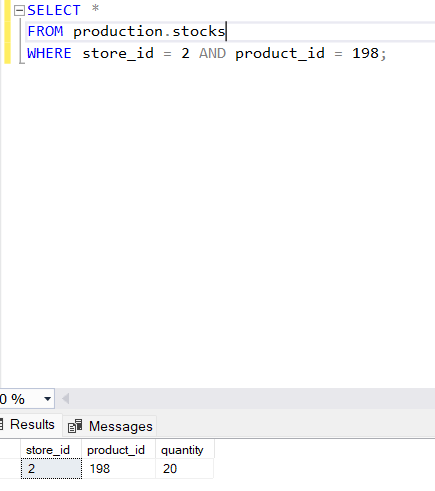 SELECT *
FROM production.stocks
WHERE store_id = 2 AND product_id = 198;
0 %
Results Messages
store_id product_id quantity
2 198 20